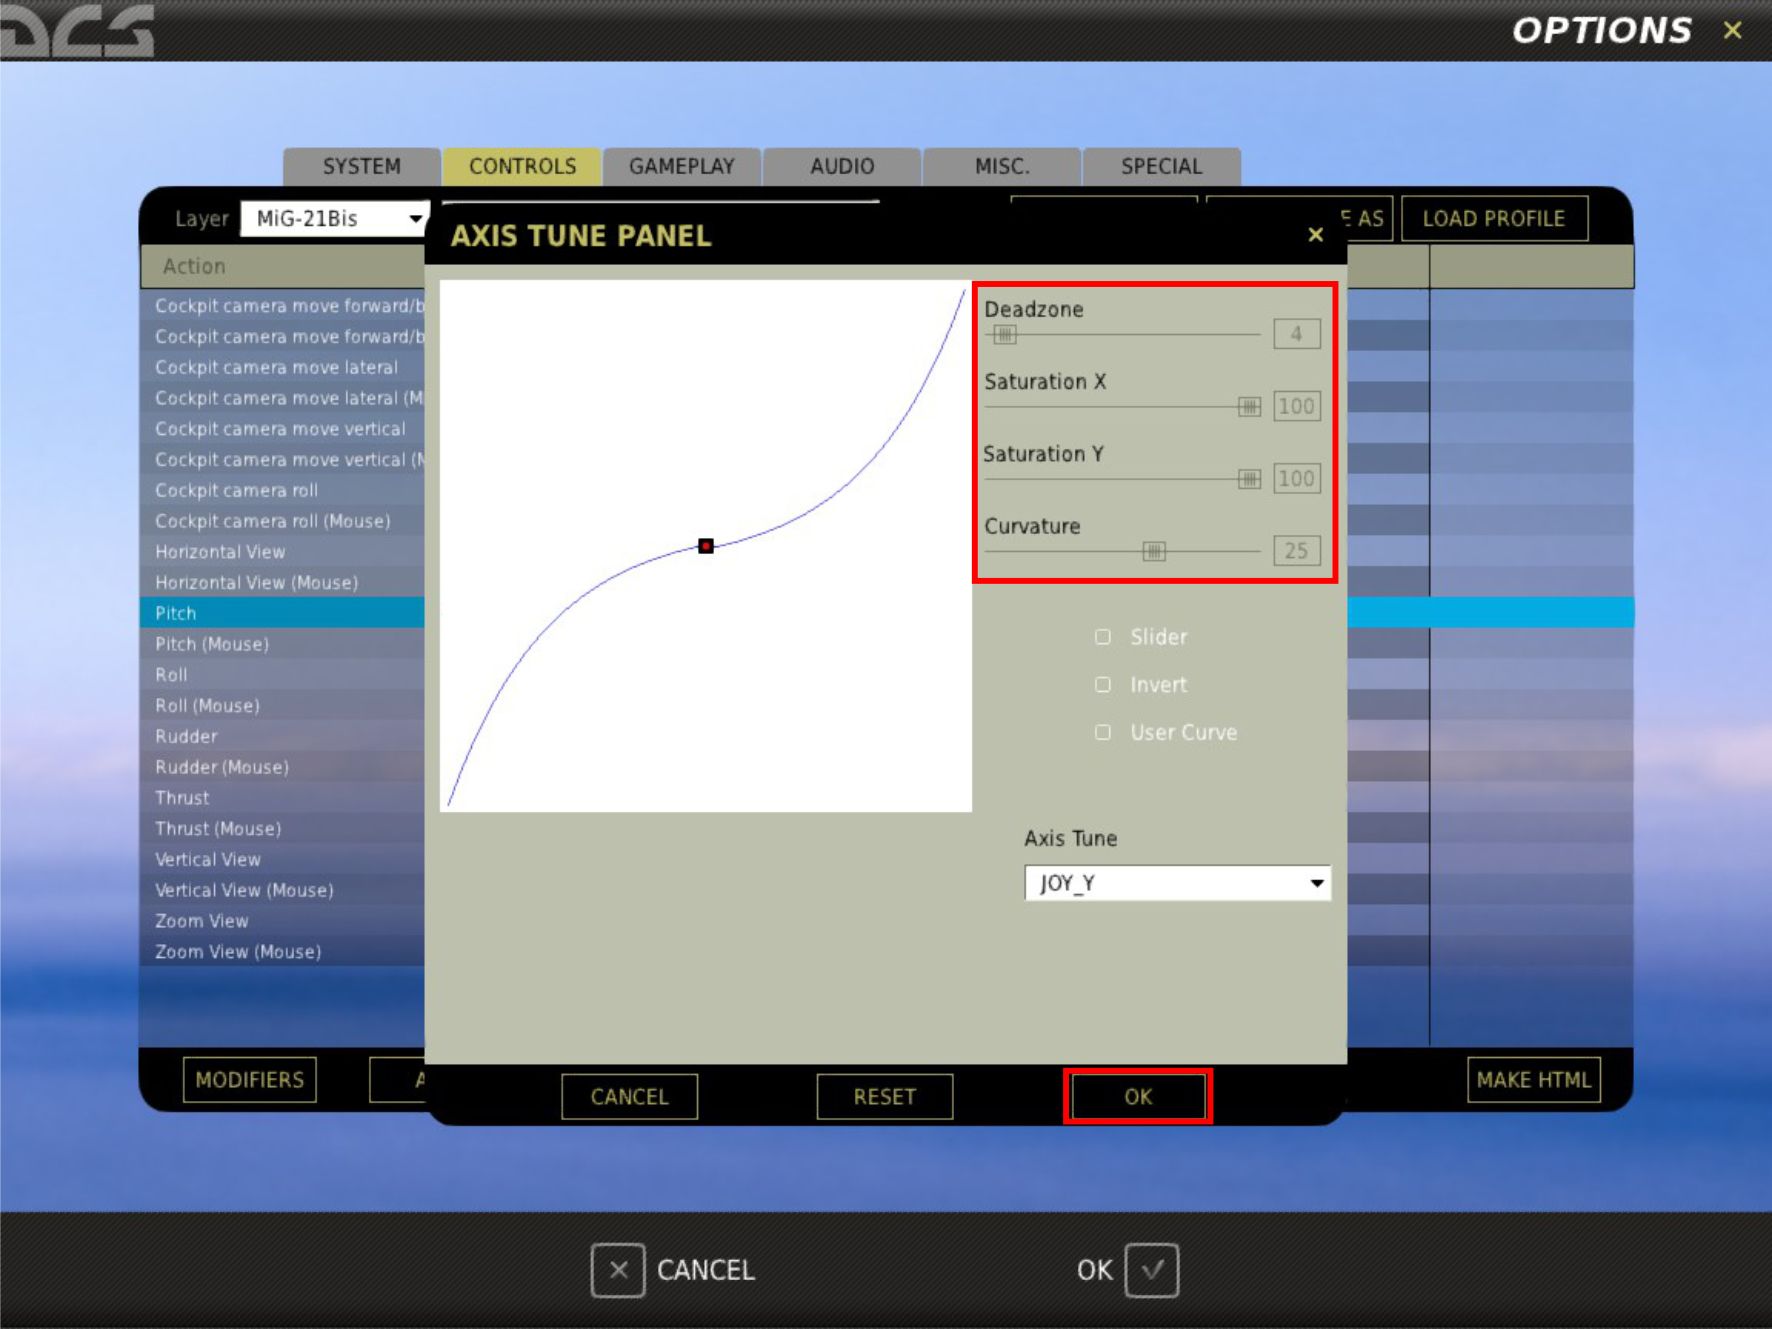 DCS
OPTIONS
SYSTEM
CONTROLS
GAMEPLAY
AUDIO
MISC.
SPECIAL
Layer
MiG-21Bis
E AS
LOAD PROFILE
AXIS TUNE PANEL
Action
Cockpit camera move forward/b
Cockpit camera move forward/b
Cockpit camera move lateral
Cockpit camera move lateral (M
Cockpit camera move vertical
Cockpit camera move vertical (M
Cockpit camera roll
Cockpit camera roll (Mouse)
Horizontal View
Horizontal View (Mouse)
Pitch
Pitch (Mouse)
Roll
Roll (Mouse)
Rudder
Rudder (Mouse)
Thrust
Thrust (Mouse)
Vertical View
Vertical View (Mouse)
Zoom View
Zoom View (Mouse)
Deadzone
4
Saturation X
100
Saturation Y
100
Curvature
25
Slider
Invert
User Curve
Axis Tune
JOY_Y
MODIFIERS
A
CANCEL
RESET
OK
MAKE HTML
CANCEL
OK